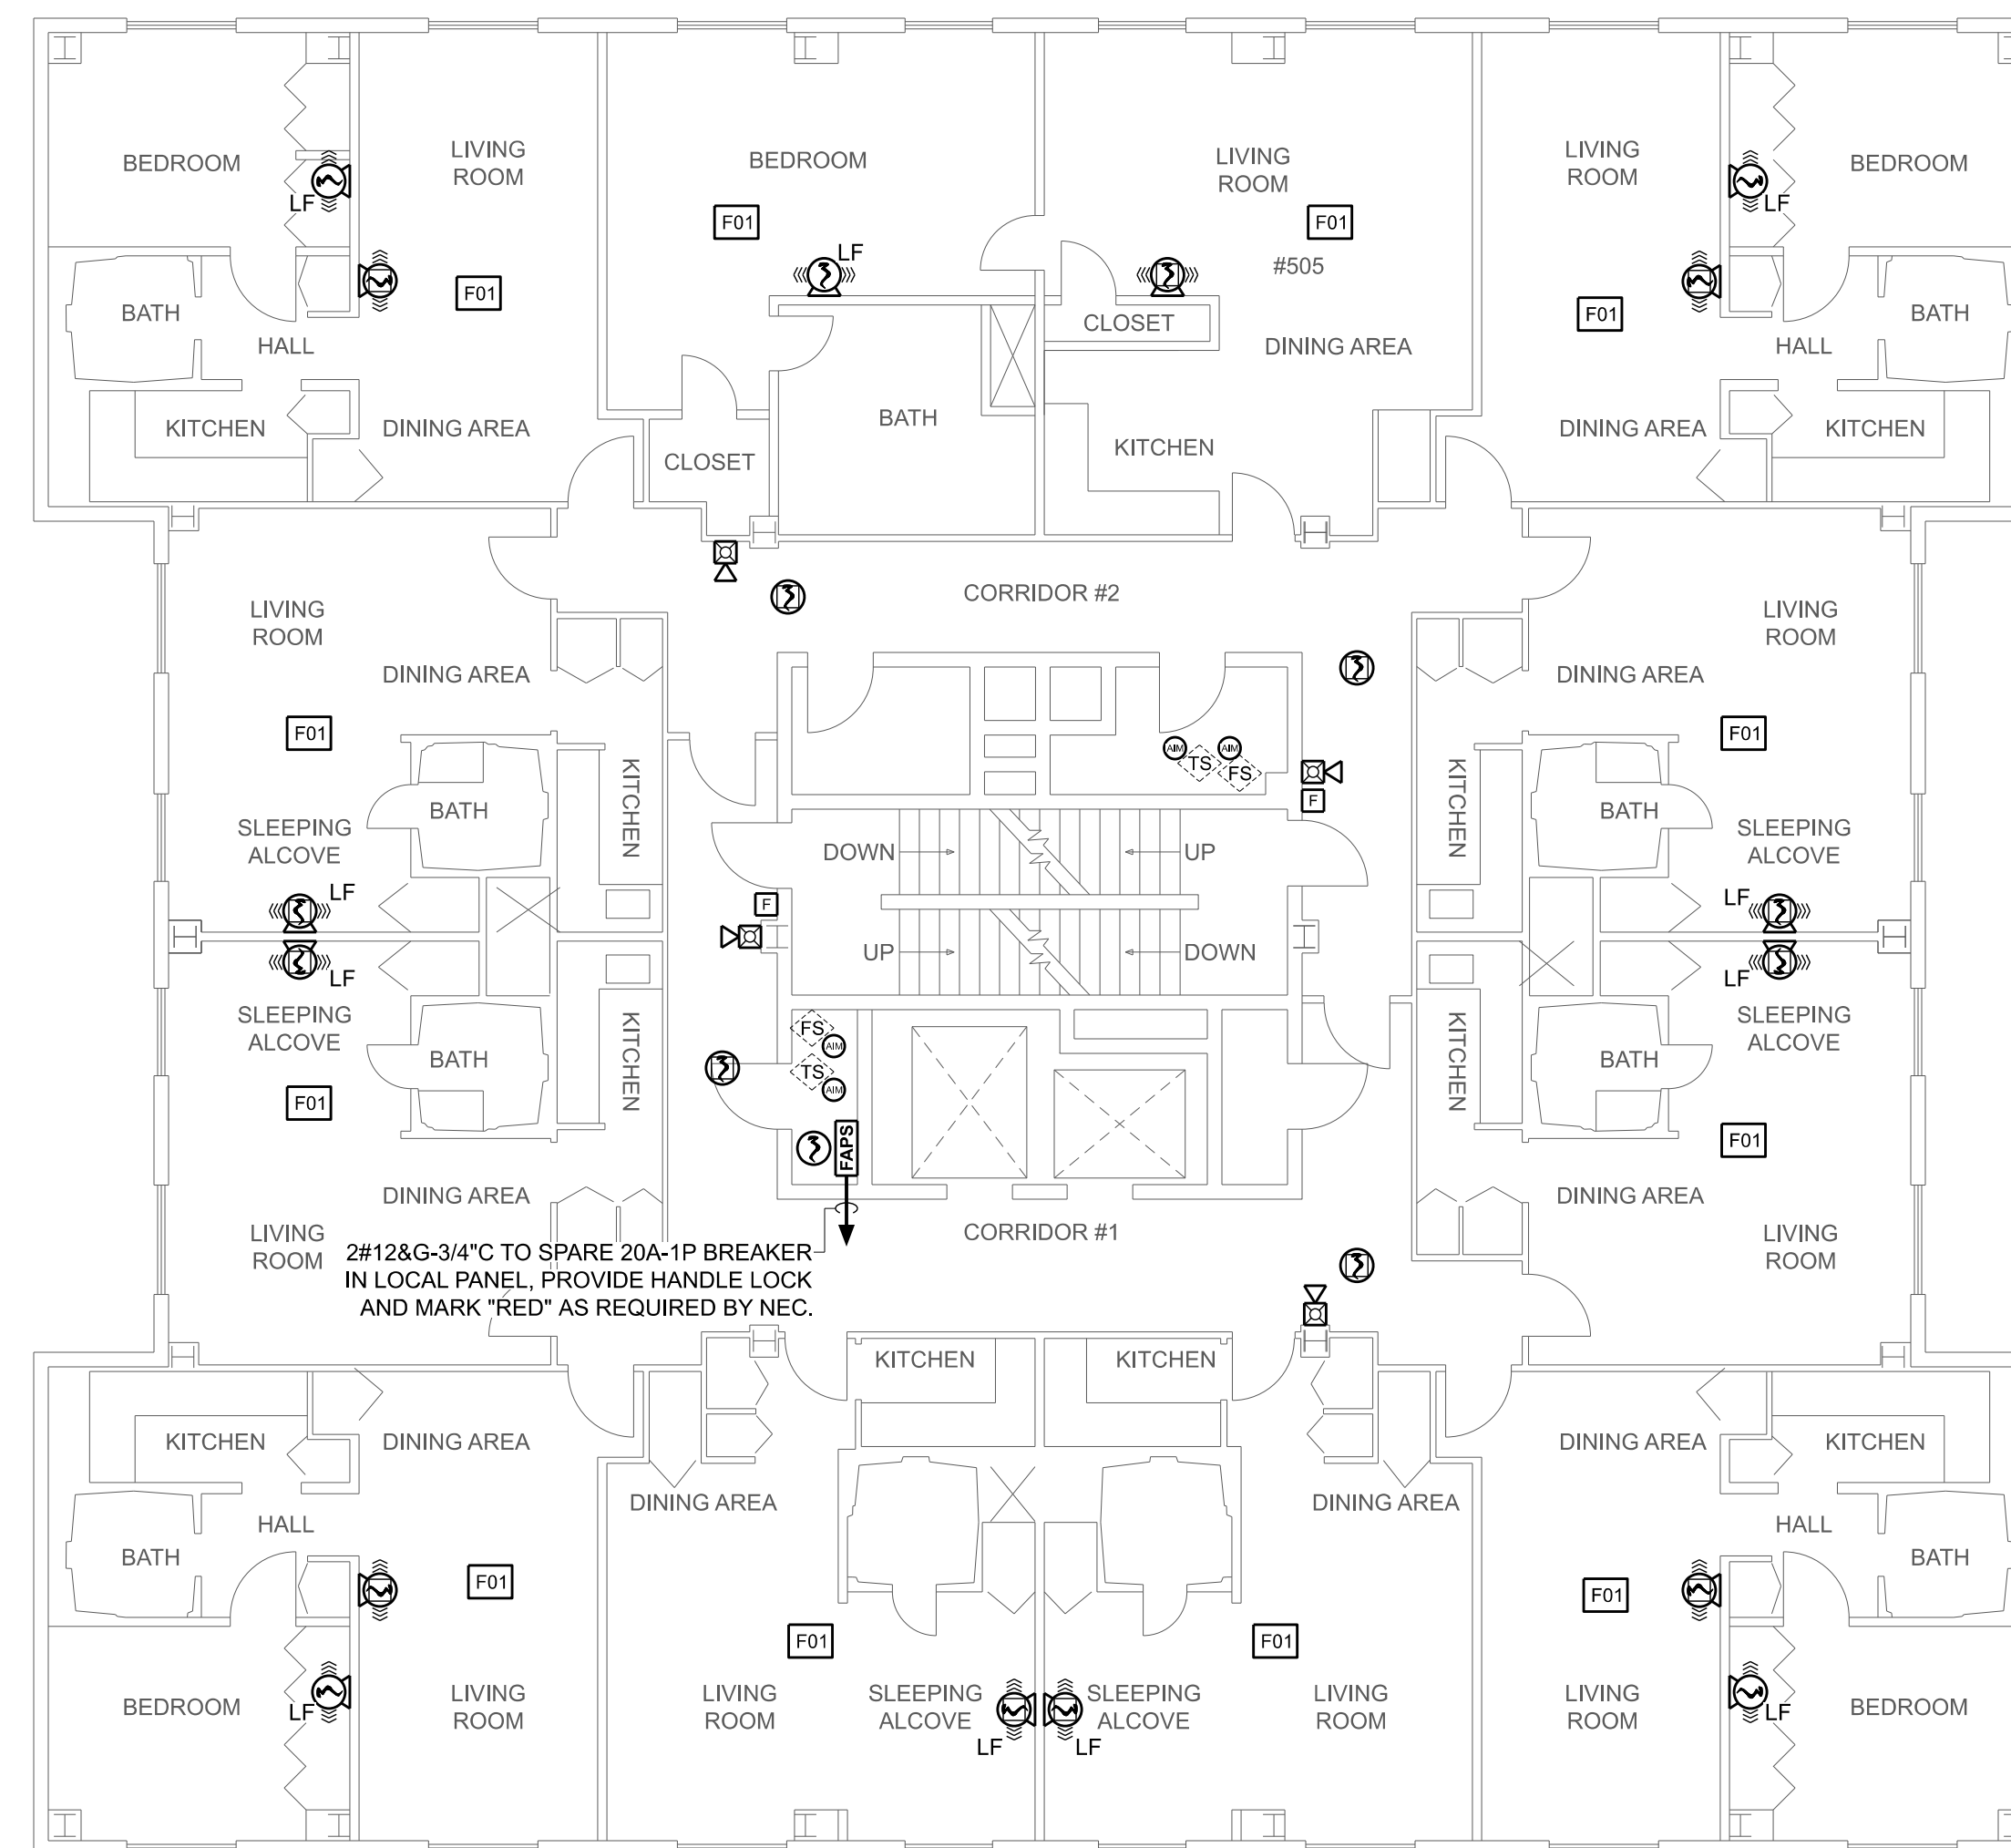 BEDROOM
LF
LIVING
ROOM
F01
BEDROOM
F01
LF
LIVING
ROOM
F01
#505
LIVING
ROOM
F01
BEDROOM
LF
BATH
HALL
KITCHEN
DINING AREA
CLOSET
BATH
CLOSET
DINING AREA
KITCHEN
DINING AREA
BATH
HALL
KITCHEN
CORRIDOR #2
LIVING
ROOM
DINING AREA
F01
BATH
KITCHEN
SLEEPING
ALCOVE
LF
LIVING
ROOM
DINING AREA
F01
BATH
KITCHEN
SLEEPING
ALCOVE
LF
AIM
TS
AIM
FS
F
DOWN
UP
F
UP
DOWN
LF
SLEEPING
ALCOVE
BATH
KITCHEN
F01
DINING AREA
LIVING
ROOM
FS
AIM
TS
AIM
FAPS
LF
SLEEPING
ALCOVE
BATH
KITCHEN
F01
DINING AREA
LIVING
ROOM
CORRIDOR #1
2#12&G-3/4"C TO SPARE 20A-1P BREAKER
IN LOCAL PANEL, PROVIDE HANDLE LOCK
AND MARK "RED" AS REQUIRED BY NEC.
KITCHEN
KITCHEN
KITCHEN
DINING AREA
DINING AREA
DINING AREA
DINING AREA
KITCHEN
HALL
BATH
F01
F01
F01
F01
HALL
BATH
BEDROOM
LF
LIVING
ROOM
LIVING
ROOM
SLEEPING
ALCOVE
LF
SLEEPING
ALCOVE
LF
LIVING
ROOM
LIVING
ROOM
BEDROOM
LF